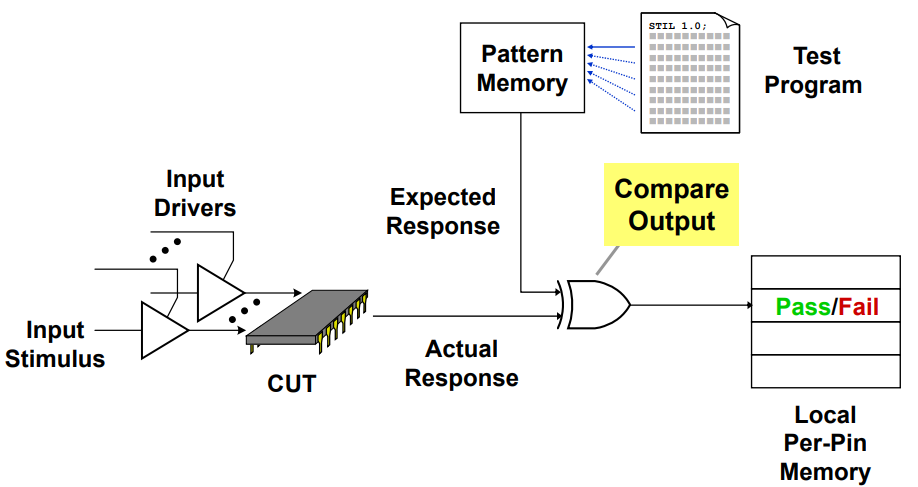 STIL 1.0;
Pattern
Memory
Test
Program
Input
Drivers
Expected
Response
Compare
Output
Pass/Fail
Input
Stimulus
Actual
Response
CUT
Local
Per-Pin
Memory